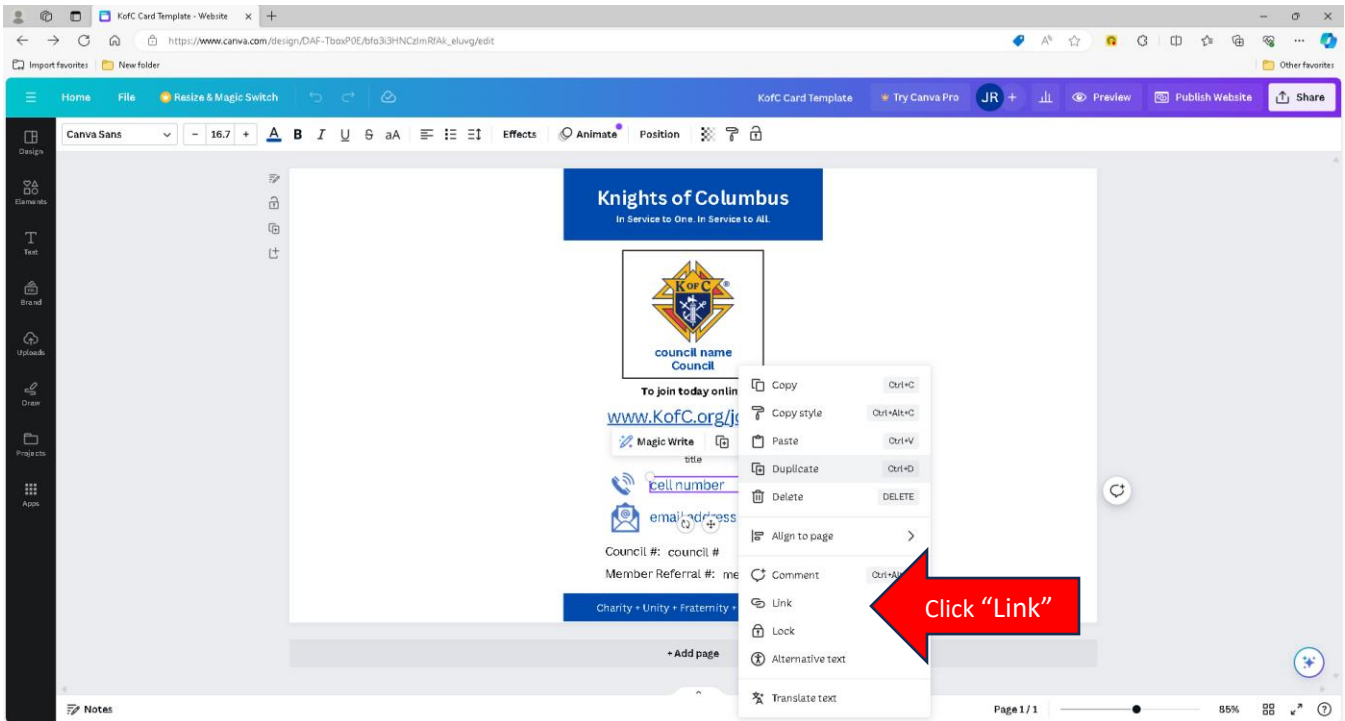 KofC Card Template - Website
https://www.canva.com/design/DAF-TbaxP0E/bfo3i3HNCzlmRfAk_eluvg/edit
Import favorites New folder Other favorites
Home File Resize & Magic Switch KofC Card Template Try Canva Pro JR + Preview Publish Website Share
Canva Sans - 16.7 + A B I U S aA Effects Animate Position
Design
Elements
Text
Brand
Uploads
Draw
Projects
Apps
Knights of Columbus
In Service to One. In Service to All.
K OF C
council name
Council
To join today onlin
www.KofC.org/jo
Magic Write
title
cell number
email address
Council #: council #
Member Referral #: me
Charity + Unity + Fraternity +
Copy Ctrl+C
Copy style Ctrl+Alt+C
Paste Ctrl+V
Duplicate Ctrl+D
Delete DELETE
Align to page
Comment Ctrl+Al
Link
Lock
Alternative text
Translate text
Click “Link”
+ Add page
Notes Page 1 / 1 85%